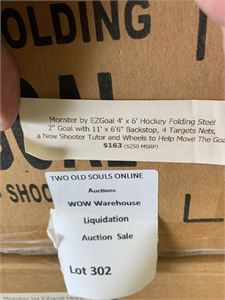 Monster by EZGoal 4' x 6' Hockey Folding Steel
2" Goal with 11' x 6'6" Backstop, 4 Targets Nets,
a New Shooter Tutor and Wheels to Help Move The Goa
$163 ($250 MSRP)
GOAL
SHOO
TWO OLD SOULS ONLINE
Auctions
WOW Warehouse
Liquidation
Auction Sale
Lot 302